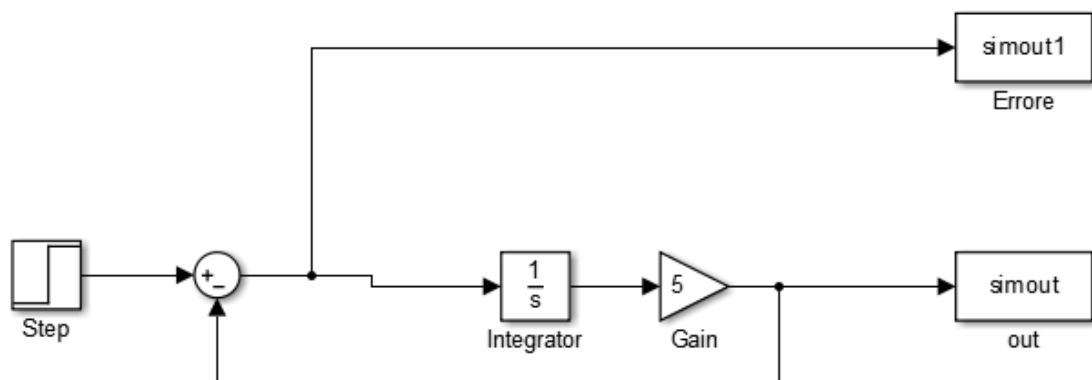 simout1
Errore
+
−
Step
1
s
Integrator
5
Gain
simout
out